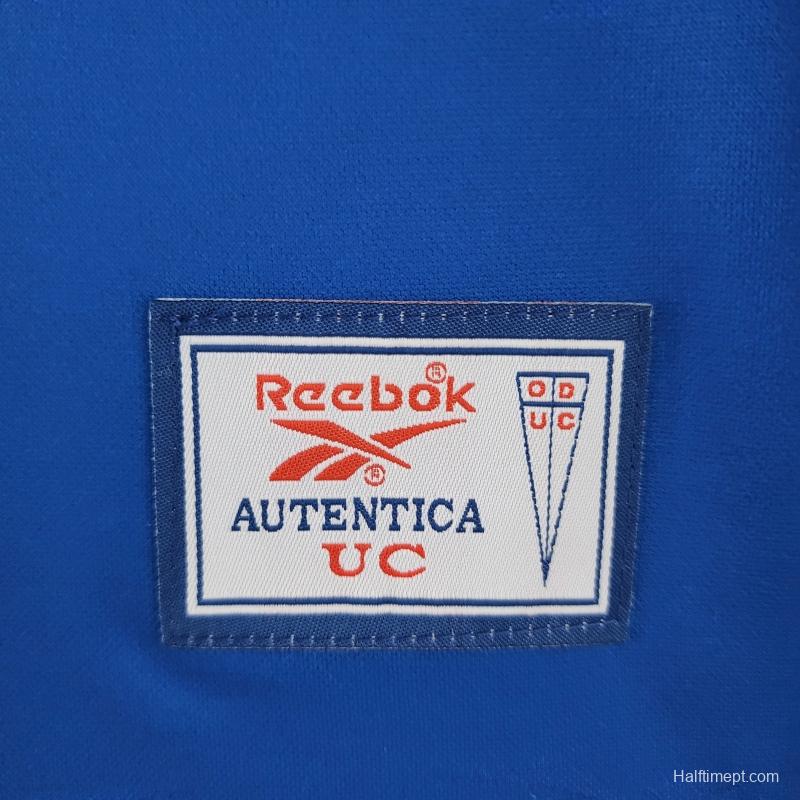 Reebok®
®
AUTENTICA
UC
O D
U C
Halftimept.com